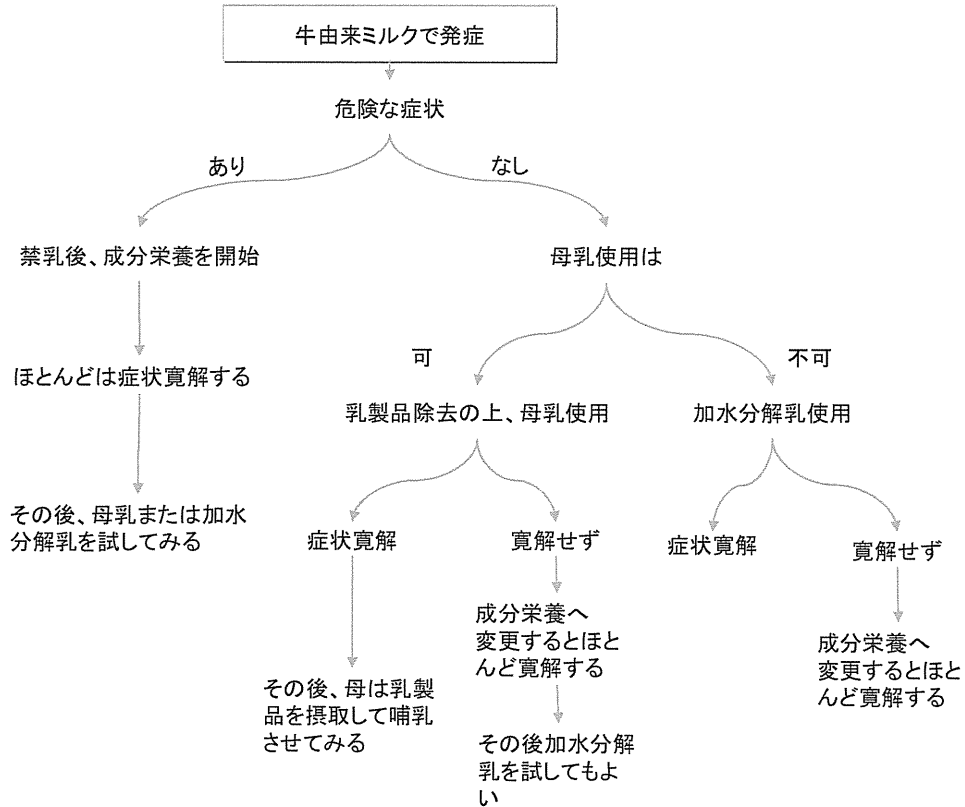 牛由来ミルクで発症
危険な症状
あり
なし
禁乳後、成分栄養を開始
母乳使用は
可
不可
ほとんどは症状寛解する
乳製品除去の上、母乳使用
加水分解乳使用
その後、母乳または加水
分解乳を試してみる
症状寛解
寛解せず
症状寛解
寛解せず
成分栄養へ
変更するとほと
んど寛解する
成分栄養へ
変更するとほと
んど寛解する
その後、母は乳製
品を摂取して哺乳
させてみる
その後加水分解
乳を試してもよ
い